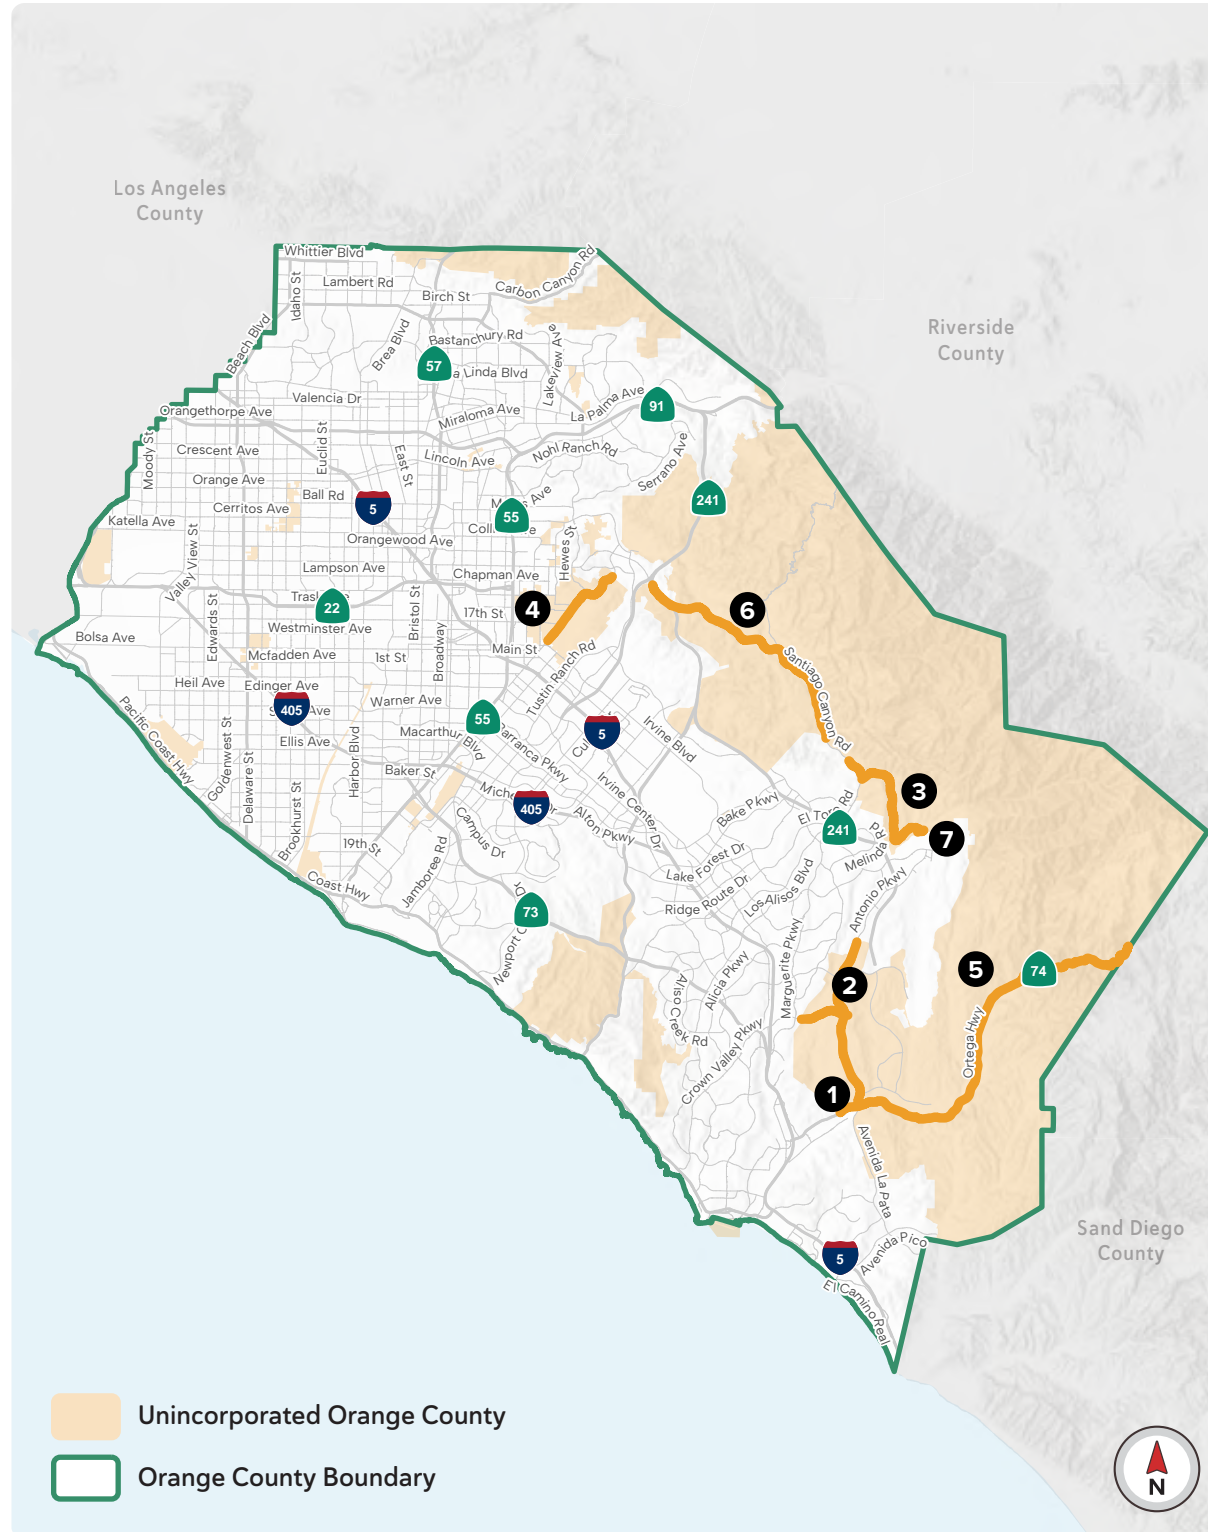 Los Angeles
County
Riverside
County
Sand Diego
County
Whittier Blvd
Lambert Rd
Idaho St
Birch St
Carbon Canyon Rd
Beach Blvd
Brea Blvd
Bastanchury Rd
Lakeview Ave
57
a Linda Blvd
Valencia Dr
Orangethorpe Ave
Miraloma Ave
La Palma Ave
91
Moody St
Crescent Ave
Euclid St
East St
Lincoln Ave
Nohl Ranch Rd
Serrano Ave
Orange Ave
Ball Rd
Cerritos Ave
5
55
241
Katella Ave
Valley View St
Orangewood Ave
Hewes St
Lampson Ave
Chapman Ave
22
17th St
4
6
Bolsa Ave
Edwards St
Westminster Ave
Bristol St
Broadway
Main St
Mcfadden Ave
1st St
Tustin Ranch Rd
Santiago Canyon Rd
Heil Ave
Edinger Ave
405
Warner Ave
55
5
Pacific Coast Hwy
Goldenwest St
Ellis Ave
Harbor Blvd
Macarthur Blvd
Barranca Pkwy
Irvine Blvd
Delaware St
Brookhurst St
Baker St
405
Irvine Center Dr
Alton Pkwy
Bake Pkwy
El Toro Rd
241
3
7
19th St
Campus Dr
Jamboree Rd
Coast Hwy
Lake Forest Dr
Ridge Route Dr
Los Alisos Blvd
Melinda Rd
Antonio Pkwy
73
Marguerite Pkwy
Alicia Pkwy
Aliso Creek Rd
Crown Valley Pkwy
2
5
74
Ortega Hwy
1
Avenida La Pata
Avenida Pico
5
El Camino Real
Unincorporated Orange County
Orange County Boundary
N